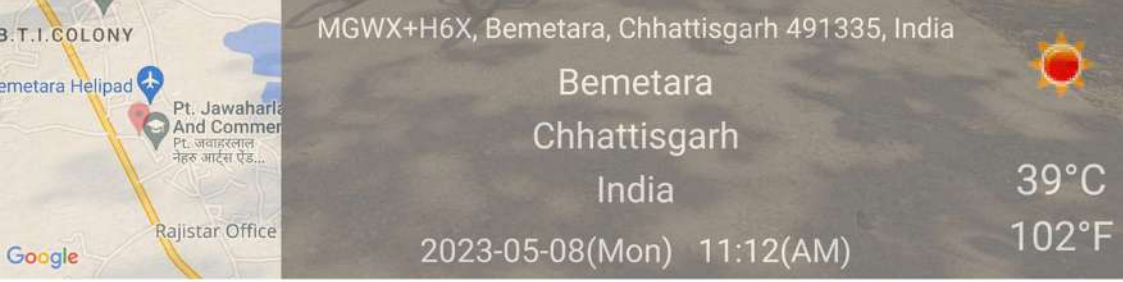 B.T.I.COLONY
emetara Helipad
Pt. Jawaharla
And Commer
Pt. जवाहरलाल
नेहरु आर्ट्स ऐंड...
Rajistar Office
Google
MGWX+H6X, Bemetara, Chhattisgarh 491335, India
Bemetara
Chhattisgarh
India
2023-05-08(Mon) 11:12(AM)
39°C
102°F